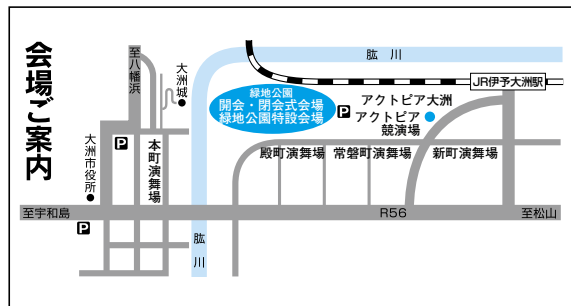 会場ご案内
至八幡浜
大洲城
肱川
JR伊予大洲駅
緑地公園
開会・閉会式会場
緑地公園特設会場
P
アクトピア大洲
アクトピア
競演場
大洲市役所
P
本町演舞場
殿町演舞場
常磐町演舞場
新町演舞場
至宇和島
R56
至松山
P
肱川